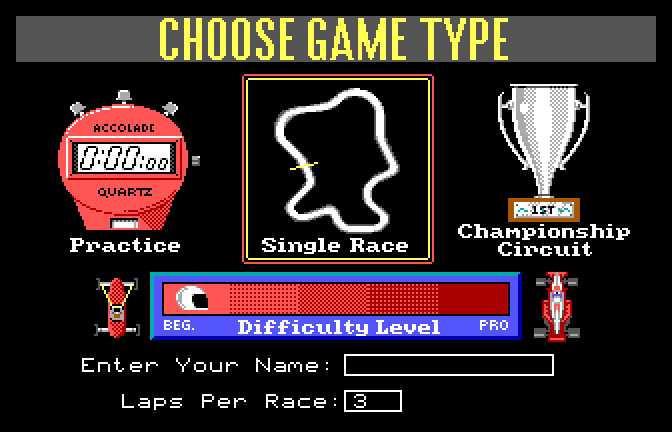 CHOOSE GAME TYPE
ACCOLADE
0:00:00
QUARTZ
Practice
Single Race
1ST
Championship
Circuit
BEG. Difficulty Level PRO
Enter Your Name:
Laps Per Race: 3